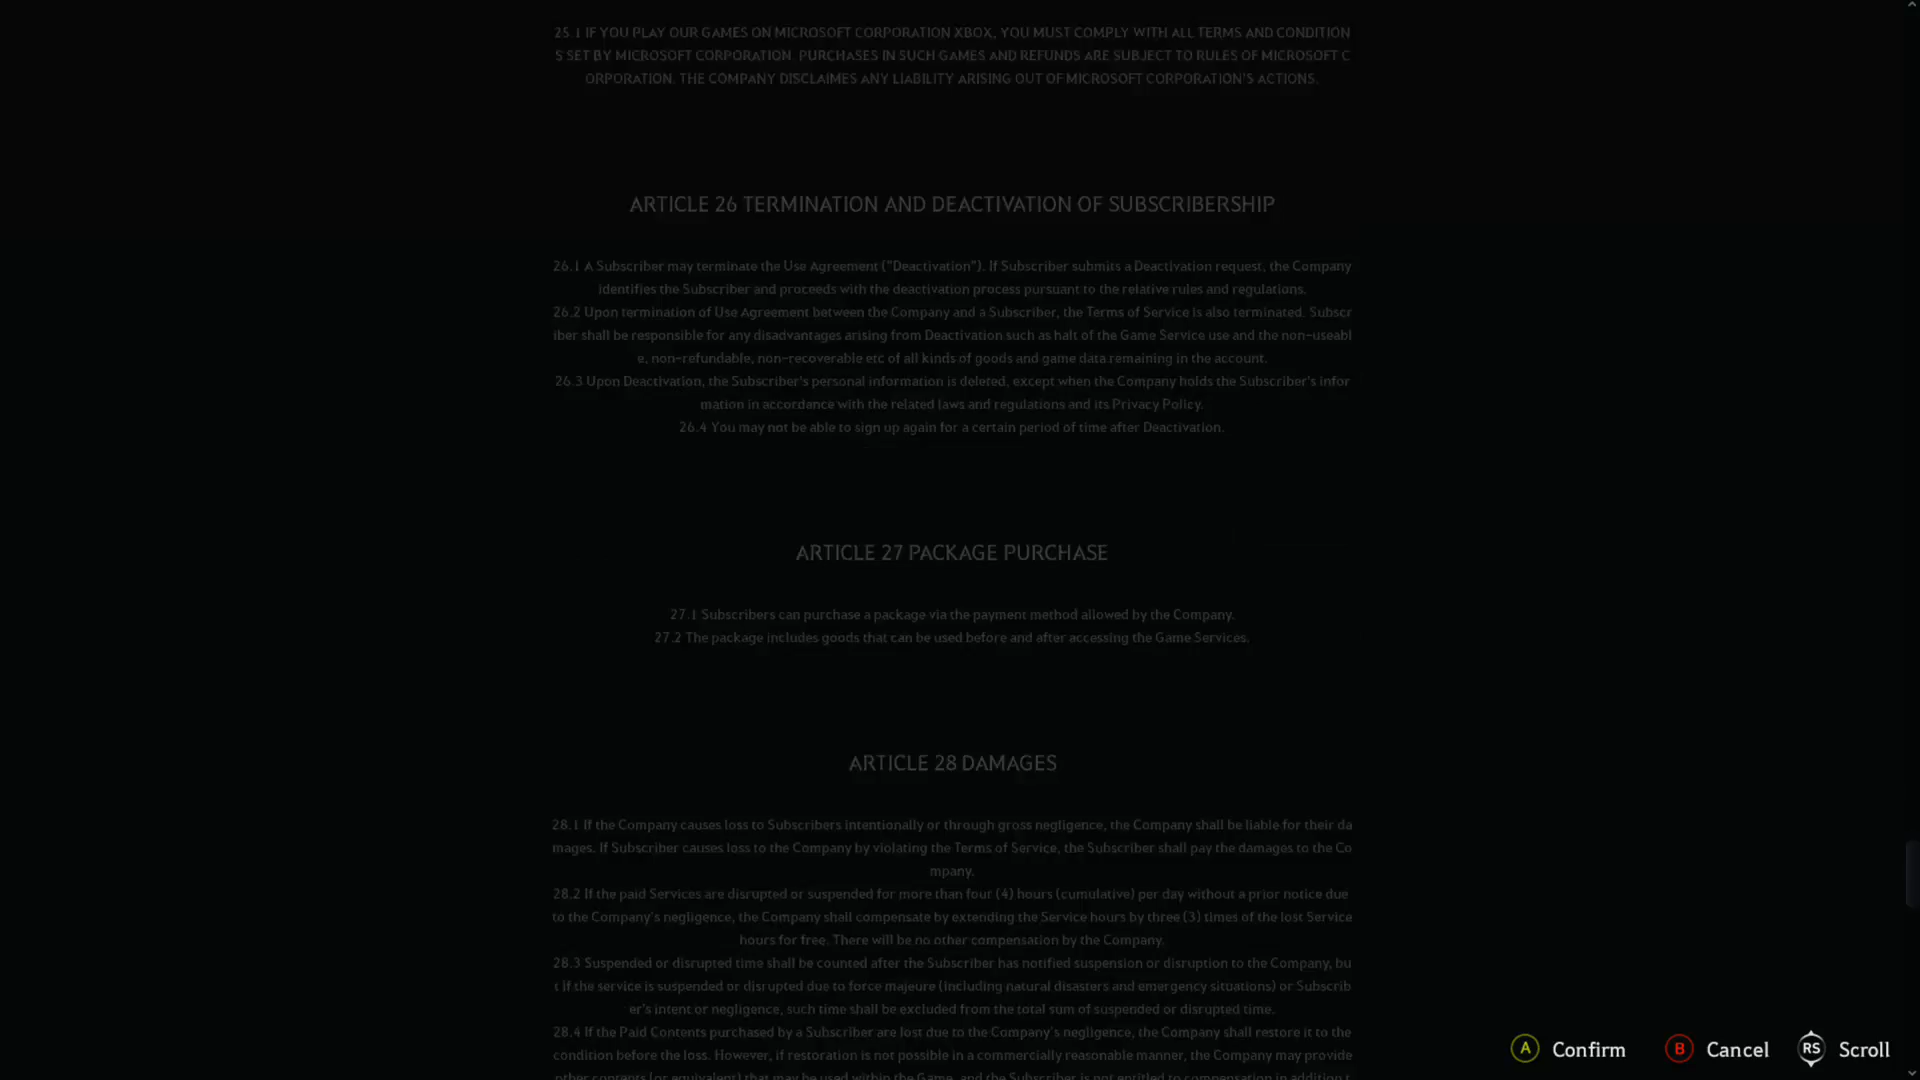 25.1 IF YOU PLAY OUR GAMES ON MICROSOFT CORPORATION XBOX, YOU MUST COMPLY WITH ALL TERMS AND CONDITION
S SET BY MICROSOFT CORPORATION. PURCHASES IN SUCH GAMES AND REFUNDS ARE SUBJECT TO RULES OF MICROSOFT C
ORPORATION. THE COMPANY DISCLAIMES ANY LIABILITY ARISING OUT OF MICROSOFT CORPORATION'S ACTIONS.
ARTICLE 26 TERMINATION AND DEACTIVATION OF SUBSCRIBERSHIP
26.1 A Subscriber may terminate the Use Agreement ("Deactivation"). If Subscriber submits a Deactivation request, the Company
identifies the Subscriber and proceeds with the deactivation process pursuant to the relative rules and regulations.
26.2 Upon termination of Use Agreement between the Company and a Subscriber, the Terms of Service is also terminated. Subscr
iber shall be responsible for any disadvantages arising from Deactivation such as halt of the Game Service use and the non-useabl
e, non-refundable, non-recoverable etc of all kinds of goods and game data remaining in the account.
26.3 Upon Deactivation, the Subscriber's personal information is deleted, except when the Company holds the Subscriber's infor
mation in accordance with the related laws and regulations and its Privacy Policy.
26.4 You may not be able to sign up again for a certain period of time after Deactivation.
ARTICLE 27 PACKAGE PURCHASE
27.1 Subscribers can purchase a package via the payment method allowed by the Company.
27.2 The package includes goods that can be used before and after accessing the Game Services.
ARTICLE 28 DAMAGES
28.1 If the Company causes loss to Subscribers intentionally or through gross negligence, the Company shall be liable for their da
mages. If Subscriber causes loss to the Company by violating the Terms of Service, the Subscriber shall pay the damages to the Co
mpany.
28.2 If the paid Services are disrupted or suspended for more than four (4) hours (cumulative) per day without a prior notice due
to the Company's negligence, the Company shall compensate by extending the Service hours by three (3) times of the lost Service
hours for free. There will be no other compensation by the Company.
28.3 Suspended or disrupted time shall be counted after the Subscriber has notified suspension or disruption to the Company, bu
t if the service is suspended or disrupted due to force majeure (including natural disasters and emergency situations) or Subscrib
er's intent or negligence, such time shall be excluded from the total sum of suspended or disrupted time.
28.4 If the Paid Contents purchased by a Subscriber are lost due to the Company's negligence, the Company shall restore it to the
condition before the loss. However, if restoration is not possible in a commercially reasonable manner, the Company may provide
other contents (or equivalent) that may be used within the Game, and the Subscriber is not entitled to compensation in addition t
A Confirm B Cancel RS Scroll